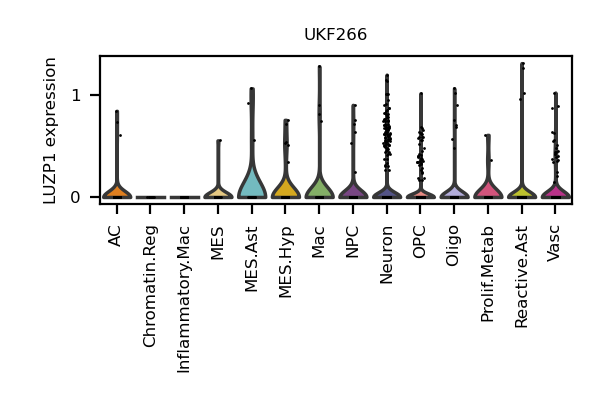 UKF266
LUZP1 expression
1
0
AC
Chromatin.Reg
Inflammatory.Mac
MES
MES.Ast
MES.Hyp
Mac
NPC
Neuron
OPC
Oligo
Prolif.Metab
Reactive.Ast
Vasc